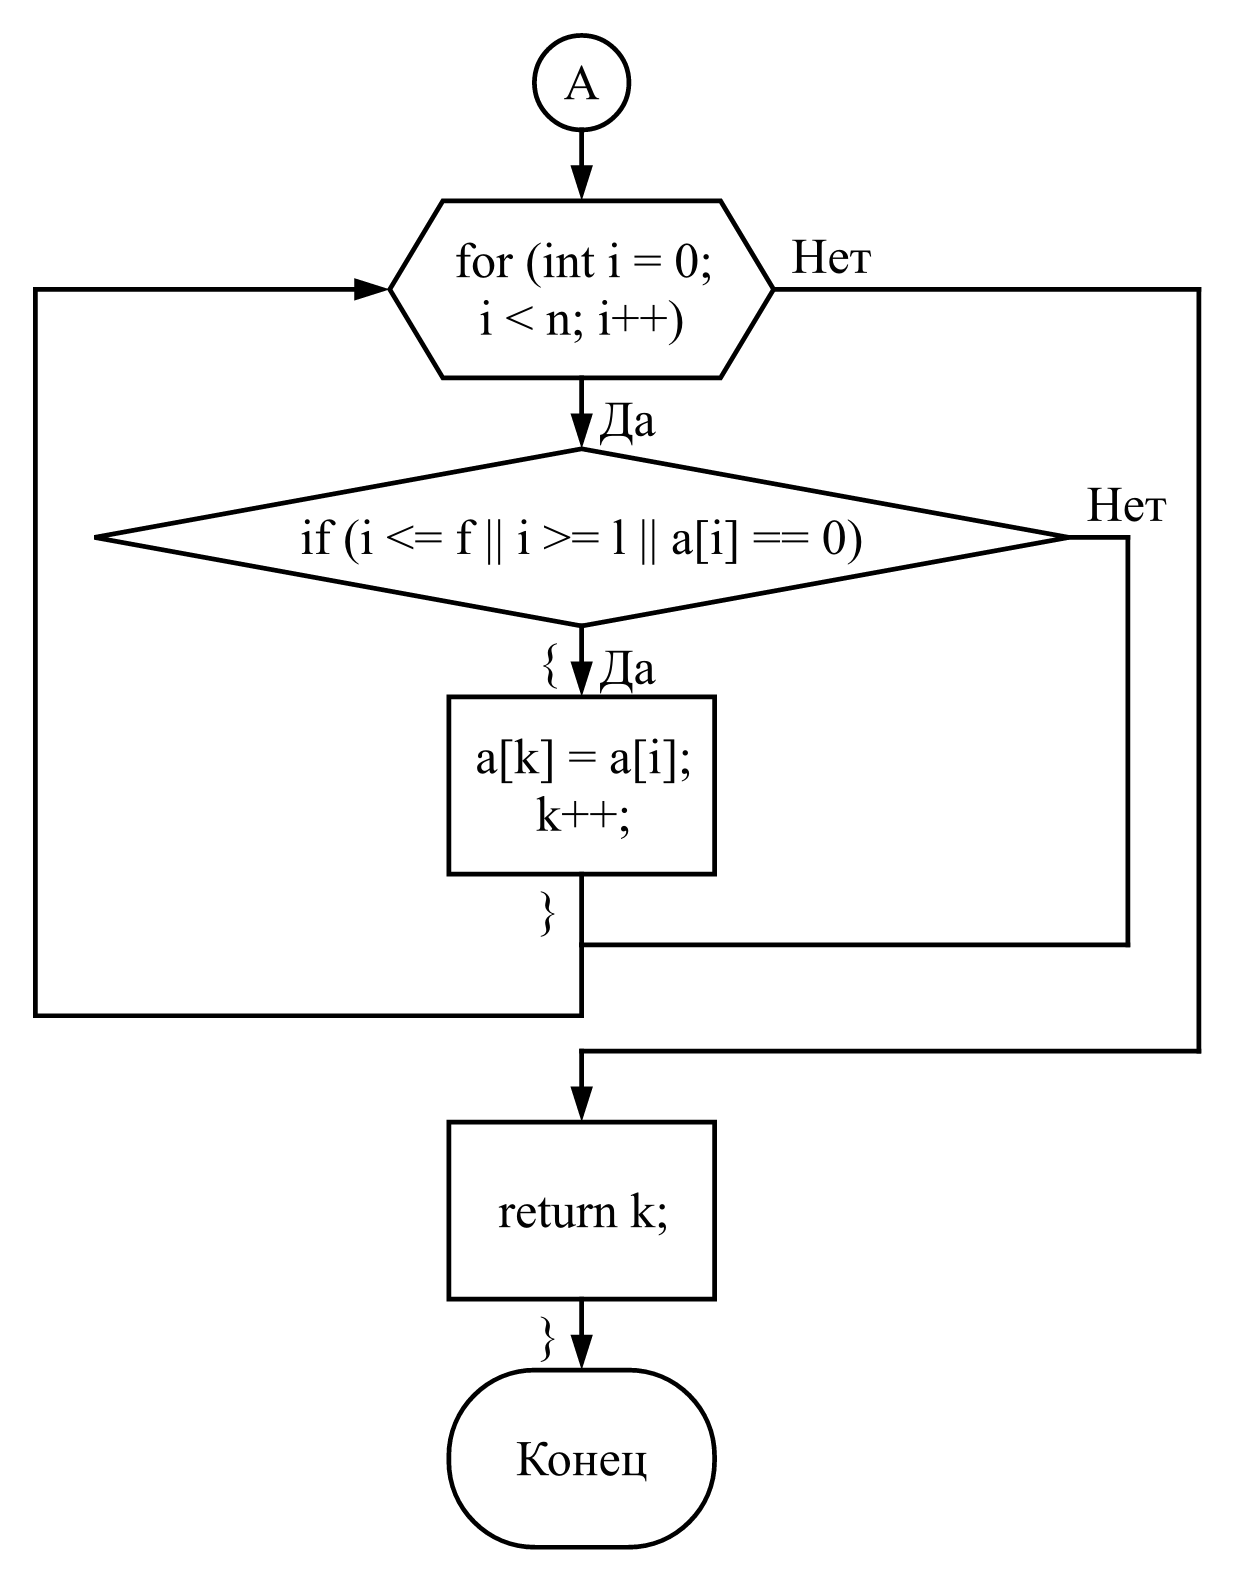 A
for (int i = 0;
i < n; i++)
Нет
Да
if (i <= f || i >= l || a[i] == 0)
Нет
{
Да
a[k] = a[i];
k++;
}
return k;
}
Конец